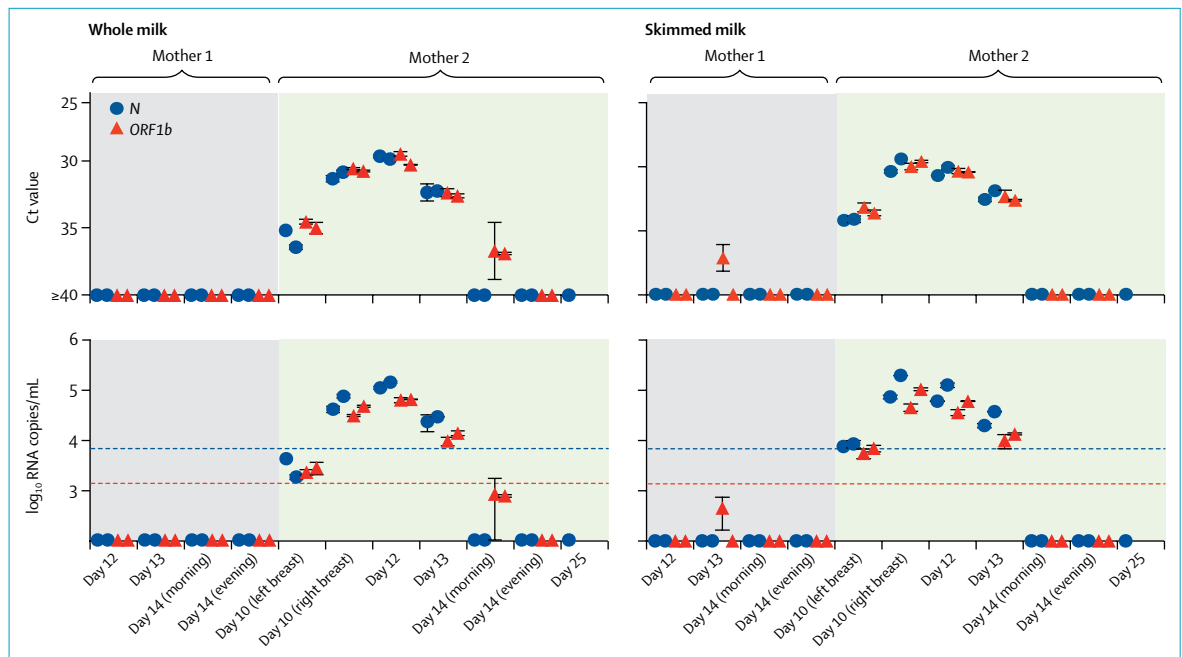 Whole milk
Skimmed milk
Mother 1
Mother 2
Mother 1
Mother 2
N
ORF1b
25
30
35
≥40
Ct value
6
5
4
3
log₁₀ RNA copies/mL
Day 12
Day 13
Day 14 (morning)
Day 14 (evening)
Day 10 (left breast)
Day 10 (right breast)
Day 12
Day 13
Day 14 (morning)
Day 14 (evening)
Day 25
Day 12
Day 13
Day 14 (morning)
Day 14 (evening)
Day 10 (left breast)
Day 10 (right breast)
Day 12
Day 13
Day 14 (morning)
Day 14 (evening)
Day 25